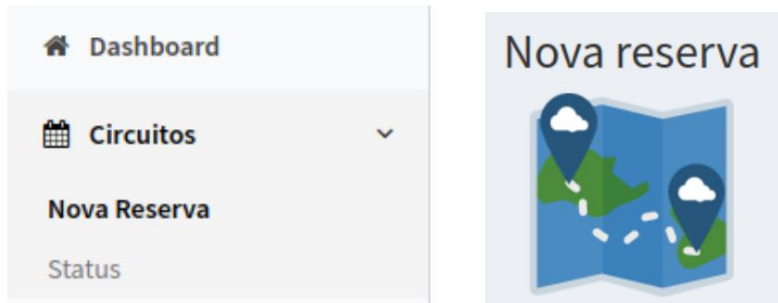 Dashboard
Circuitos
Nova Reserva
Status
Nova reserva